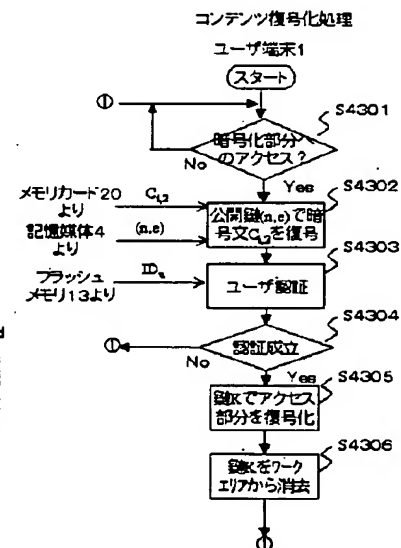 コンテンツ復号化処理
ユーザ端末1
スタート
①
S4301
暗号化部分
のアクセス?
No
Yes
S4302
メモリカード20
より
C₁,₂
公開鍵(n,e)で暗
号文C₁,₂を復号
記憶媒体4
より
(n,e)
S4303
フラッシュ
メモリ13より
IDᵤ
ユーザ認証
S4304
認証成立
①
No
Yes
S4305
鍵Kでアクセス
部分を復号化
S4306
鍵Kをワーク
エリアから消去
①